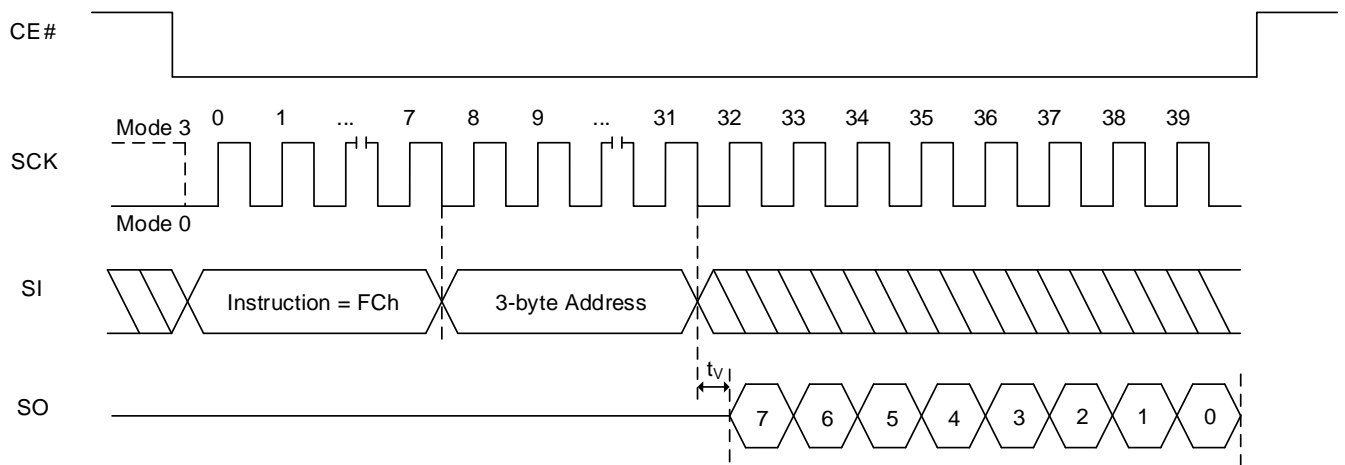 CE#
Mode 3 0 1 ... 7 8 9 ... 31 32 33 34 35 36 37 38 39
SCK
Mode 0
SI Instruction = FCh 3-byte Address
tV
SO 7 6 5 4 3 2 1 0